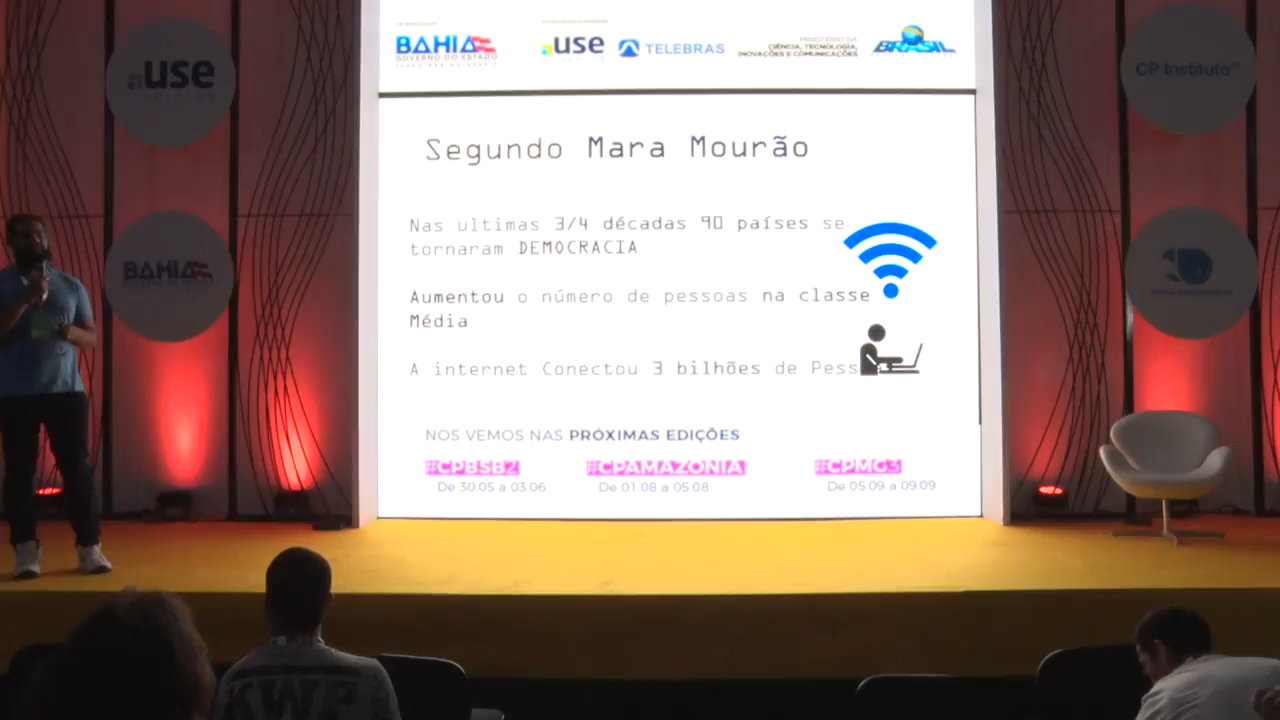 BAHIA
GOVERNO DO ESTADO
use
TELEBRAS
MINISTÉRIO DA
CIÊNCIA, TECNOLOGIA,
INOVAÇÕES E COMUNICAÇÕES
BRASIL
use
CP Instituto
BAHIA
Segundo Mara Mourão
Nas ultimas 3/4 décadas 90 países se
tornaram DEMOCRACIA
Aumentou o número de pessoas na classe
Média
A internet Conectou 3 bilhões de Pess
NOS VEMOS NAS PRÓXIMAS EDIÇÕES
#CPBSB2 #CPAMAZONIA #CPMG3
De 30.05 a 03.06 De 01.08 a 05.08 De 05.09 a 09.09